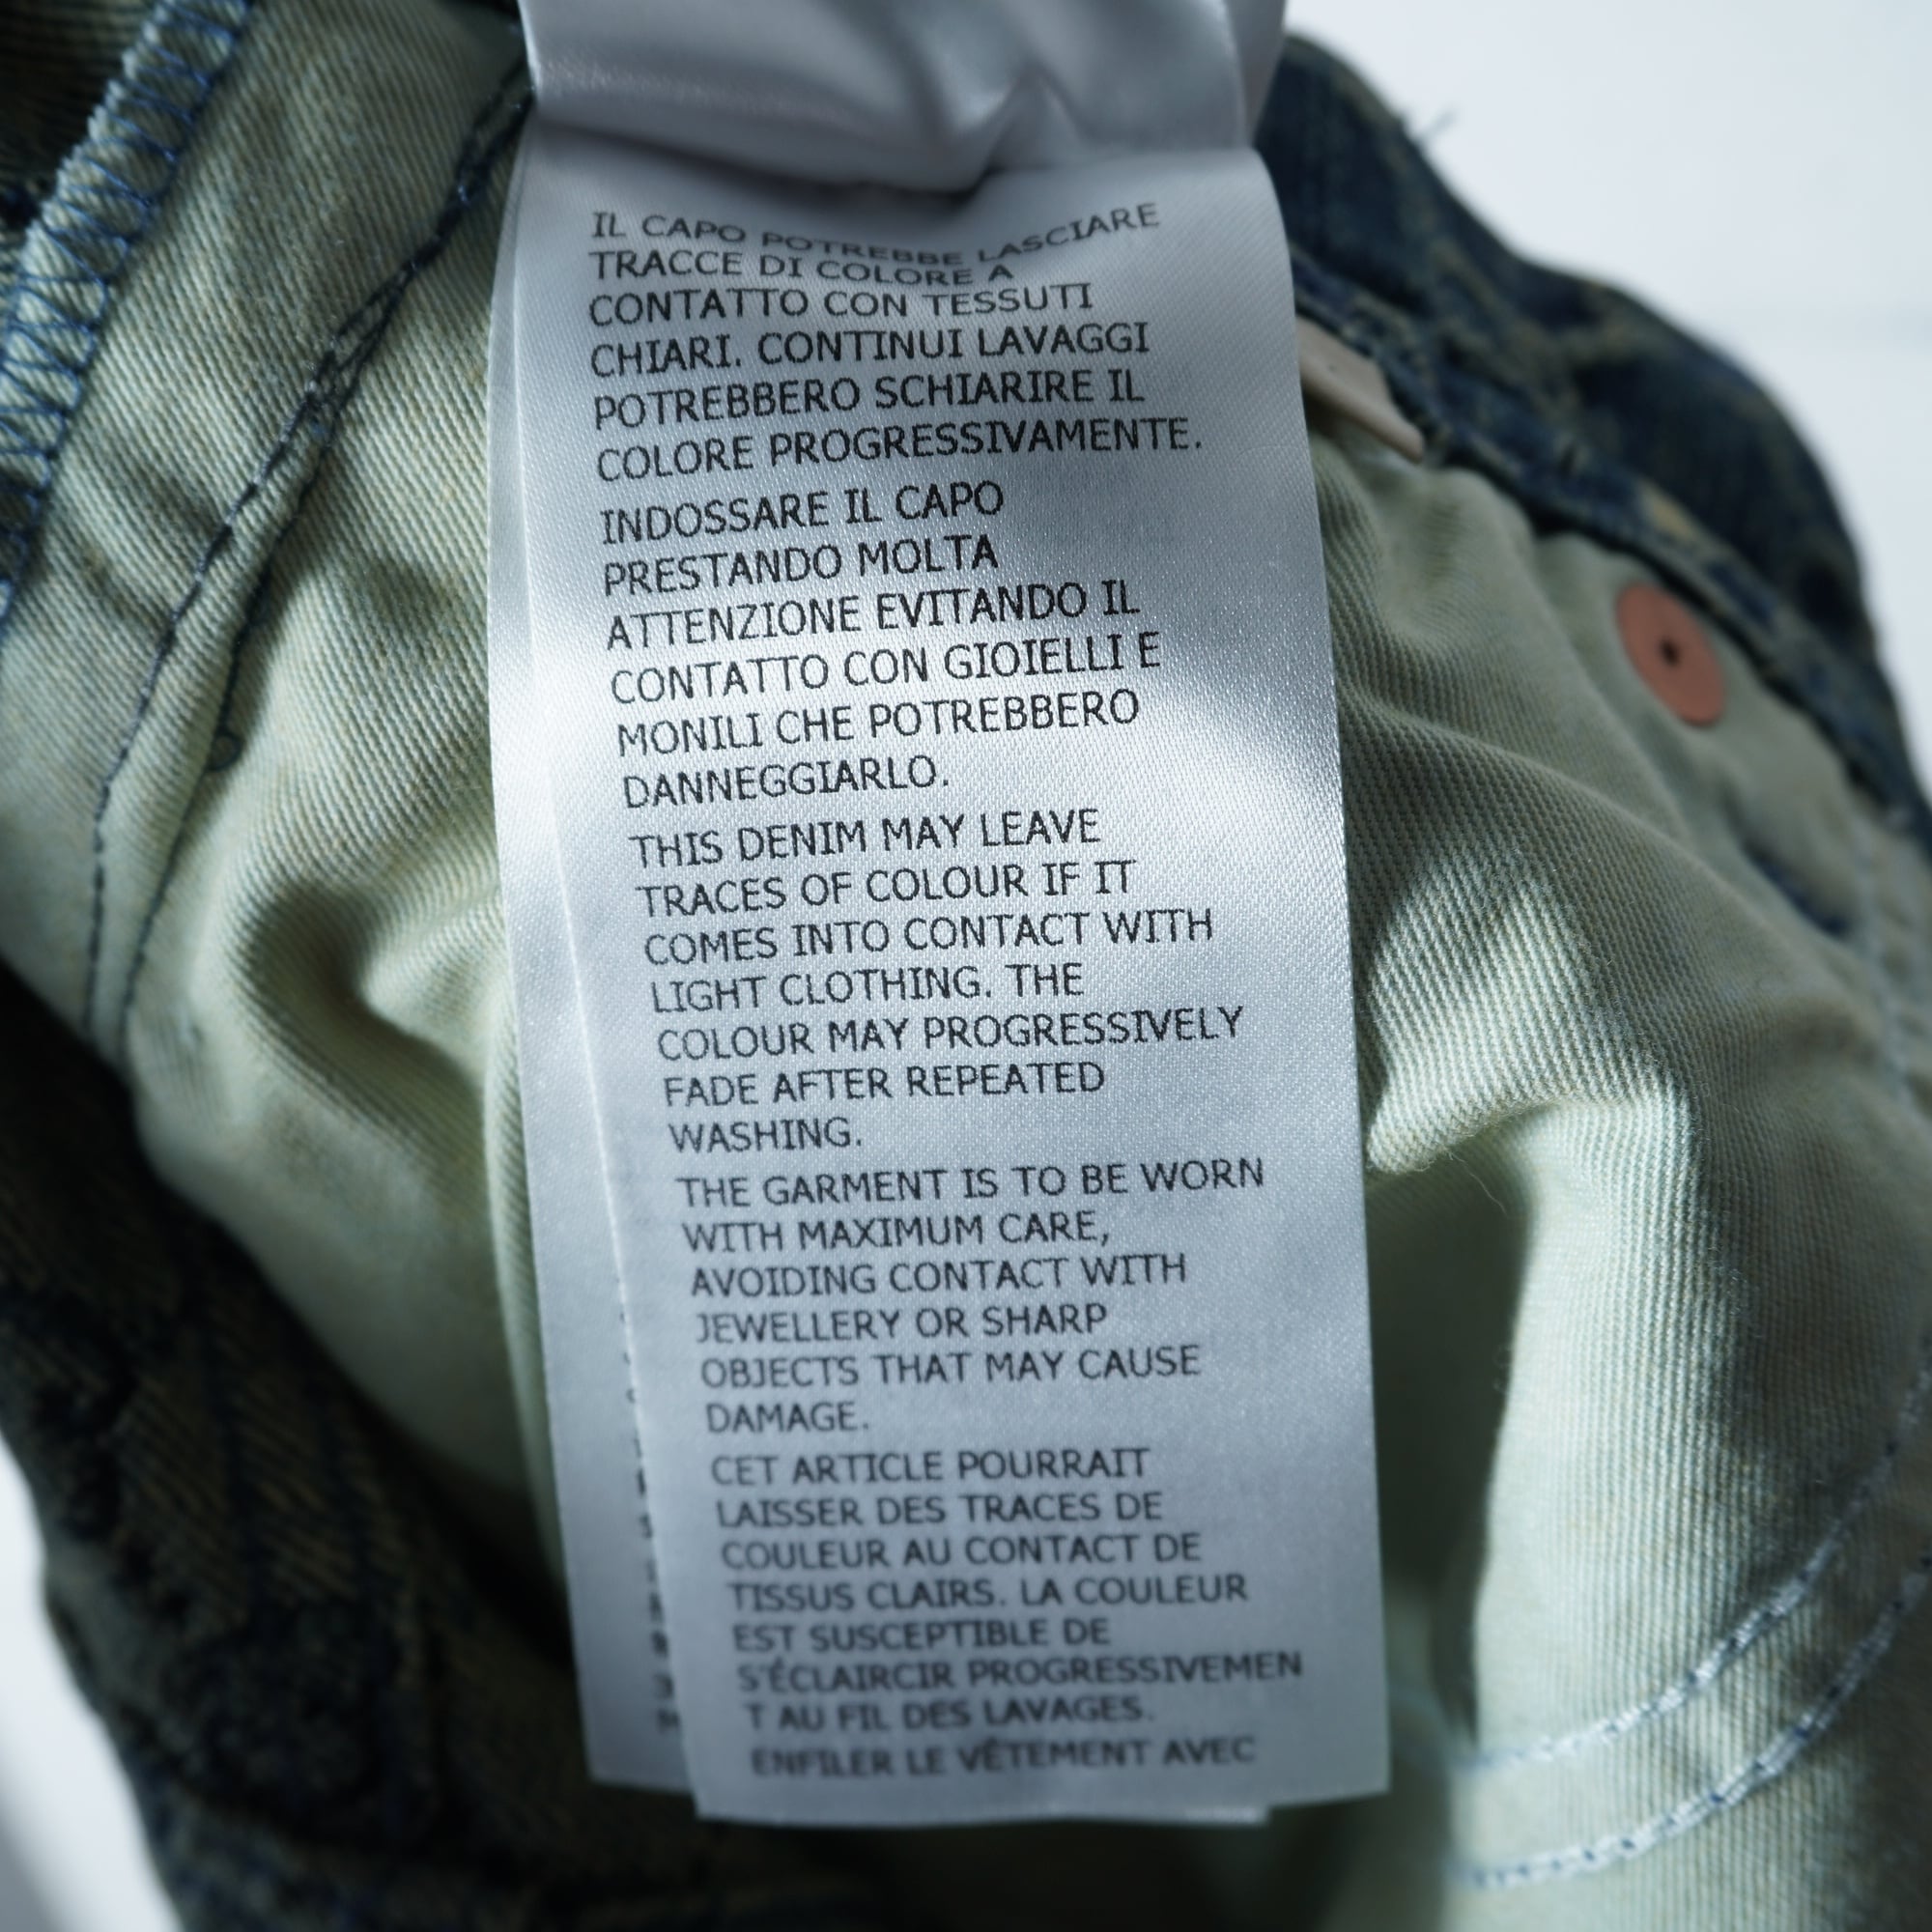 IL CAPO POTREBBE LASCIARE
TRACCE DI COLORE A
CONTATTO CON TESSUTI
CHIARI. CONTINUI LAVAGGI
POTREBBERO SCHIARIRE IL
COLORE PROGRESSIVAMENTE.
INDOSSARE IL CAPO
PRESTANDO MOLTA
ATTENZIONE EVITANDO IL
CONTATTO CON GIOIELLI E
MONILI CHE POTREBBERO
DANNEGGIARLO.
THIS DENIM MAY LEAVE
TRACES OF COLOUR IF IT
COMES INTO CONTACT WITH
LIGHT CLOTHING. THE
COLOUR MAY PROGRESSIVELY
FADE AFTER REPEATED
WASHING.
THE GARMENT IS TO BE WORN
WITH MAXIMUM CARE,
AVOIDING CONTACT WITH
JEWELLERY OR SHARP
OBJECTS THAT MAY CAUSE
DAMAGE.
CET ARTICLE POURRAIT
LAISSER DES TRACES DE
COULEUR AU CONTACT DE
TISSUS CLAIRS. LA COULEUR
EST SUSCEPTIBLE DE
S'ÉCLAIRCIR PROGRESSIVEMEN
T AU FIL DES LAVAGES.
ENFILER LE VÊTEMENT AVEC